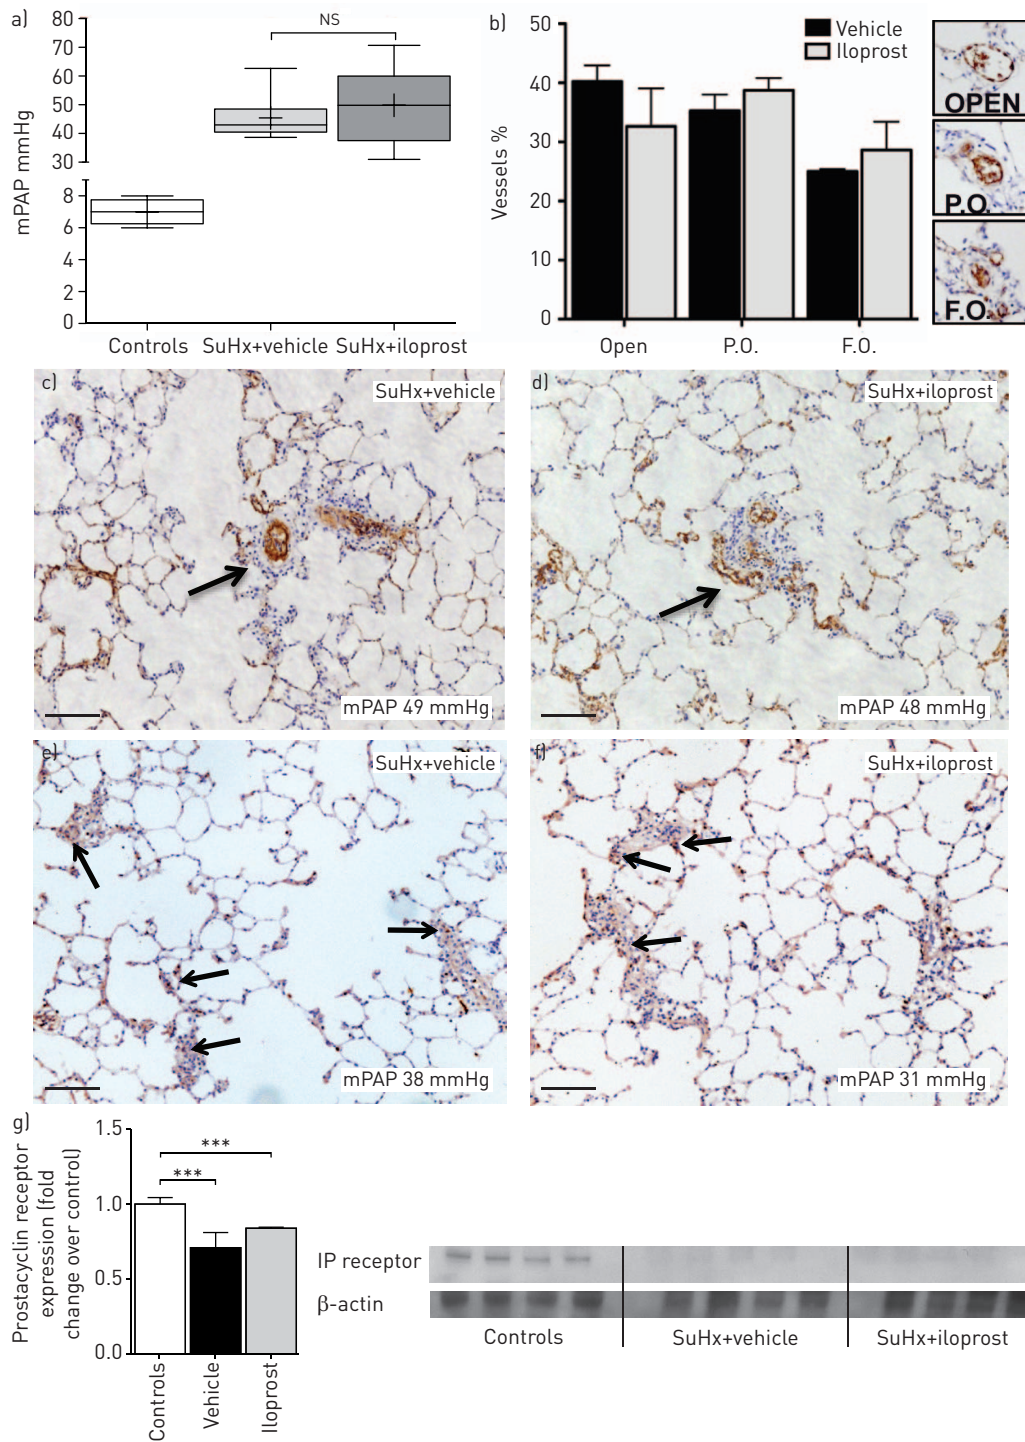 a)
80
70
60
50
40
30
8
6
4
2
0
mPAP mmHg
NS
Controls
SuHx+vehicle
SuHx+iloprost
b)
50
40
30
20
10
0
Vessels %
Vehicle
Iloprost
Open
P.O.
F.O.
OPEN
P.O.
F.O.
c)
SuHx+vehicle
mPAP 49 mmHg
d)
SuHx+iloprost
mPAP 48 mmHg
e)
SuHx+vehicle
mPAP 38 mmHg
f)
SuHx+iloprost
mPAP 31 mmHg
g)
Prostacyclin receptor
expression (fold
change over control)
1.5
1.0
0.5
0.0
***
***
Controls
Vehicle
Iloprost
IP receptor
β-actin
Controls
SuHx+vehicle
SuHx+iloprost